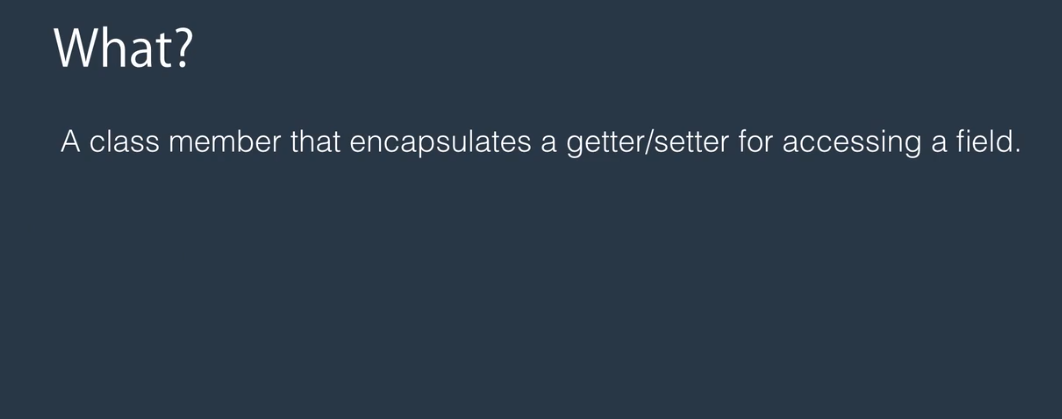 What?
A class member that encapsulates a getter/setter for accessing a field.